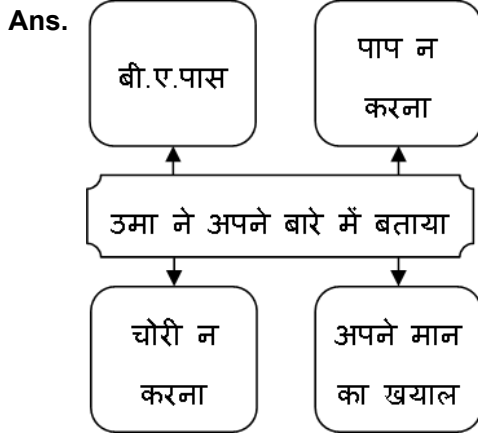 Ans.
बी.ए.पास
पाप न
करना
उमा ने अपने बारे में बताया
चोरी न
करना
अपने मान
का खयाल